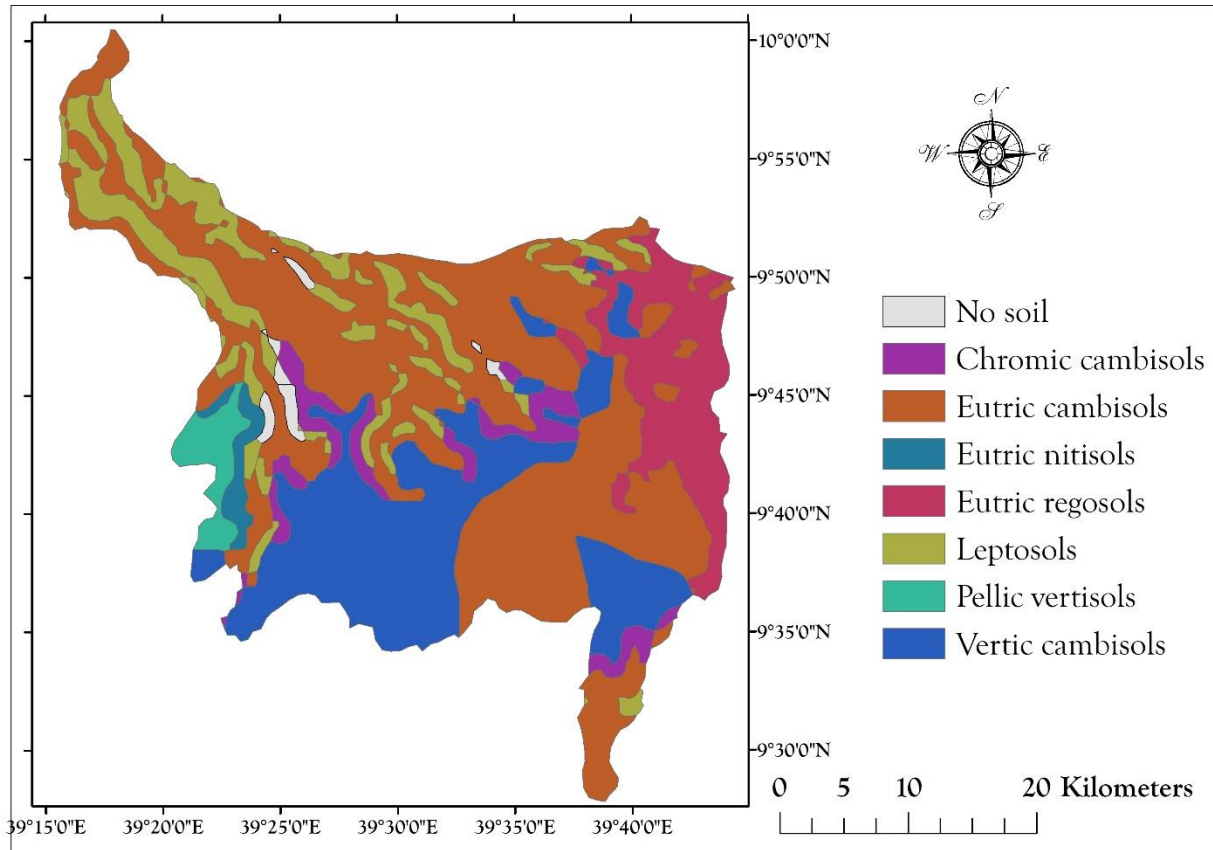 10°0'0"N
9°55'0"N
9°50'0"N
9°45'0"N
9°40'0"N
9°35'0"N
9°30'0"N
39°15'0"E 39°20'0"E 39°25'0"E 39°30'0"E 39°35'0"E 39°40'0"E
N
W E
S
No soil
Chromic cambisols
Eutric cambisols
Eutric nitisols
Eutric regosols
Leptosols
Pellic vertisols
Vertic cambisols
0 5 10 20 Kilometers